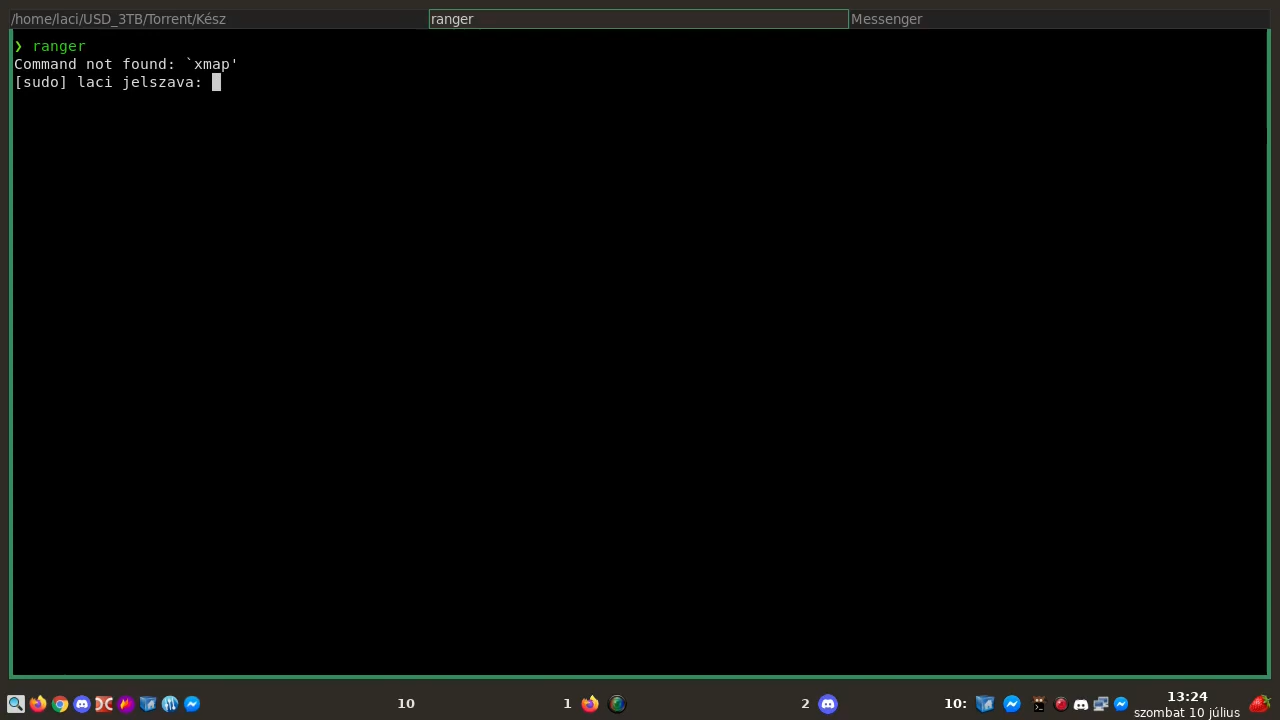 /home/laci/USD_3TB/Torrent/Kész
ranger
Messenger
❯ ranger
Command not found: `xmap'
[sudo] laci jelszava:
10
1
2
10:
13:24
szombat 10 július